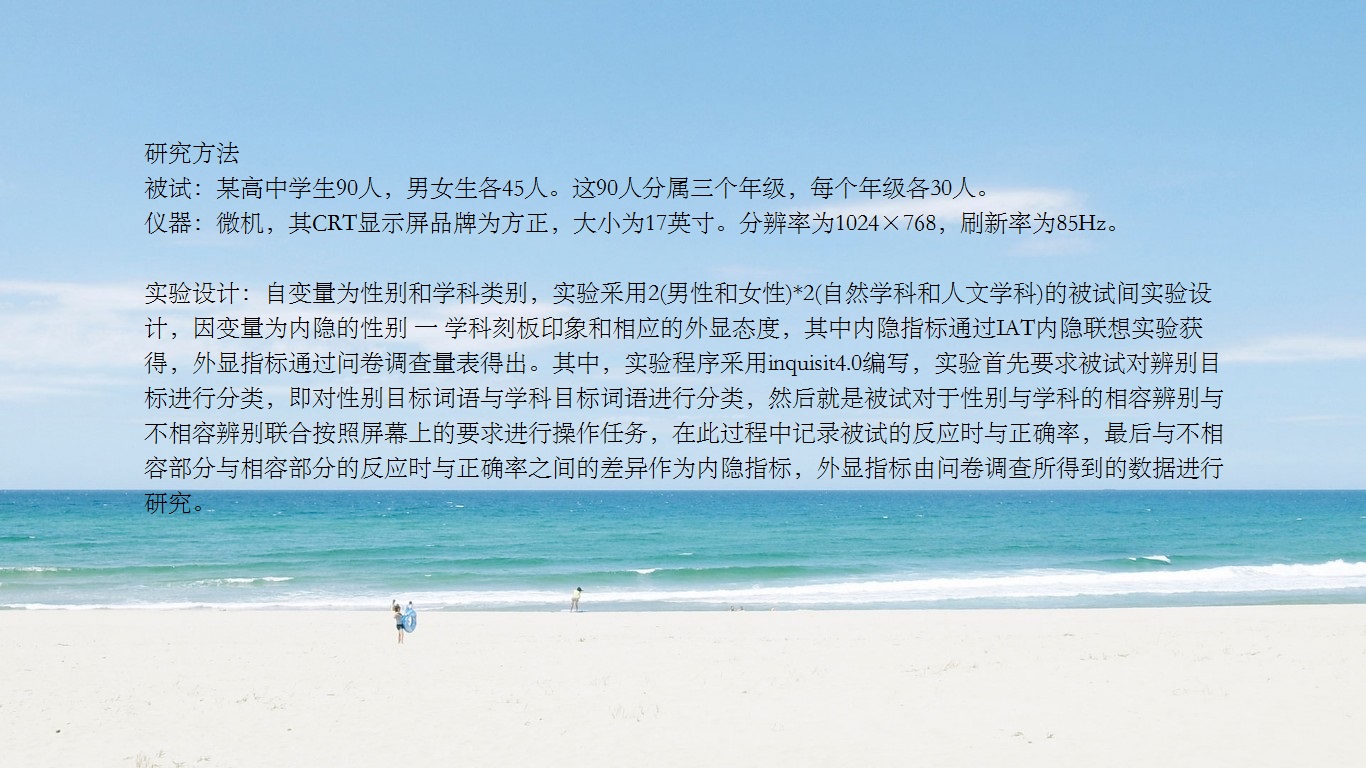 研究方法
被试：某高中学生90人，男女生各45人。这90人分属三个年级，每个年级各30人。
仪器：微机，其CRT显示屏品牌为方正，大小为17英寸。分辨率为1024×768，刷新率为85Hz。
实验设计：自变量为性别和学科类别，实验采用2(男性和女性)*2(自然学科和人文学科)的被试间实验设
计，因变量为内隐的性别 一 学科刻板印象和相应的外显态度，其中内隐指标通过IAT内隐联想实验获
得，外显指标通过问卷调查量表得出。其中，实验程序采用inquisit4.0编写，实验首先要求被试对辨别目
标进行分类，即对性别目标词语与学科目标词语进行分类，然后就是被试对于性别与学科的相容辨别与
不相容辨别联合按照屏幕上的要求进行操作任务，在此过程中记录被试的反应时与正确率，最后与不相
容部分与相容部分的反应时与正确率之间的差异作为内隐指标，外显指标由问卷调查所得到的数据进行
研究。